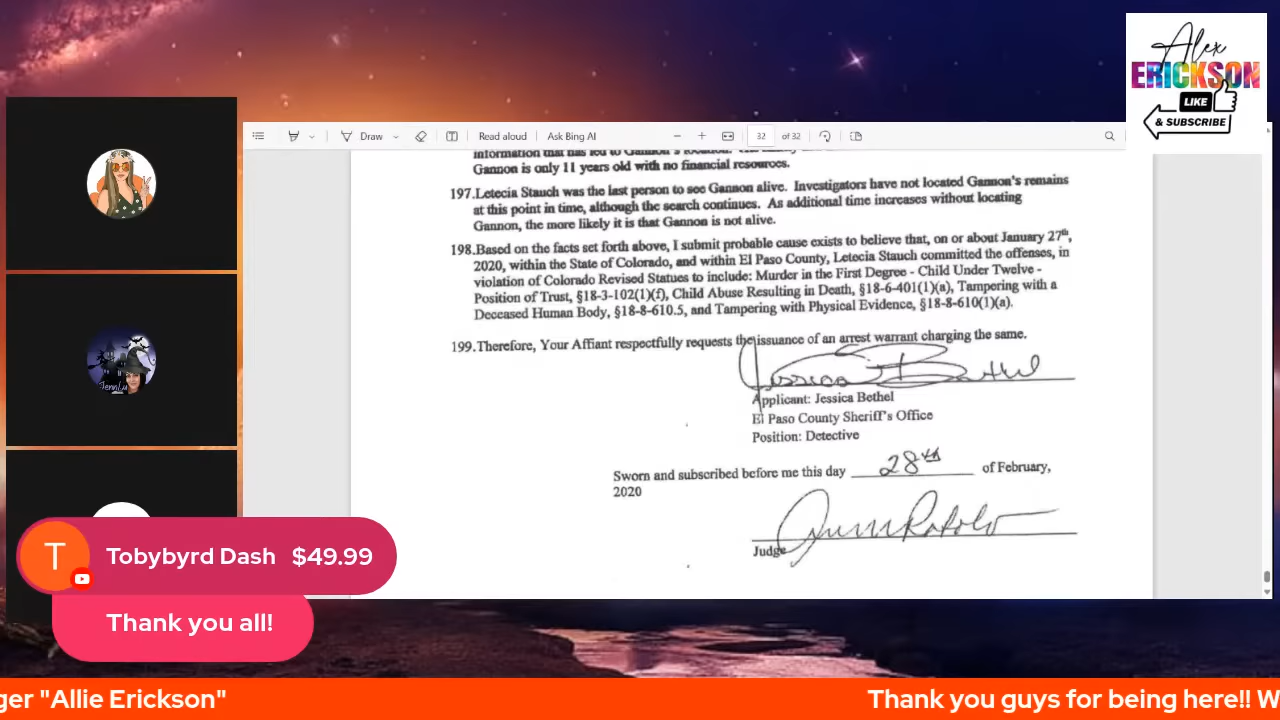 Alex
ERICKSON
LIKE
& SUBSCRIBE
Draw
Read aloud
Ask Bing AI
32
of 32
information that has led to Gannon's location.
Gannon is only 11 years old with no financial resources.
197. Letecia Stauch was the last person to see Gannon alive. Investigators have not located Gannon's remains
at this point in time, although the search continues. As additional time increases without locating
Gannon, the more likely it is that Gannon is not alive.
198. Based on the facts set forth above, I submit probable cause exists to believe that, on or about January 27th,
2020, within the State of Colorado, and within El Paso County, Letecia Stauch committed the offenses, in
violation of Colorado Revised Statues to include: Murder in the First Degree - Child Under Twelve -
Position of Trust, §18-3-102(1)(f), Child Abuse Resulting in Death, §18-6-401(1)(a), Tampering with a
Deceased Human Body, §18-8-610.5, and Tampering with Physical Evidence, §18-8-610(1)(a).
199. Therefore, Your Affiant respectfully requests the issuance of an arrest warrant charging the same.
Jessica Bethel
Applicant: Jessica Bethel
El Paso County Sheriff's Office
Position: Detective
Sworn and subscribed before me this day 28th of February,
2020
Judge
T
Tobybyrd Dash $49.99
Thank you all!
ger "Allie Erickson"
Thank you guys for being here!! W